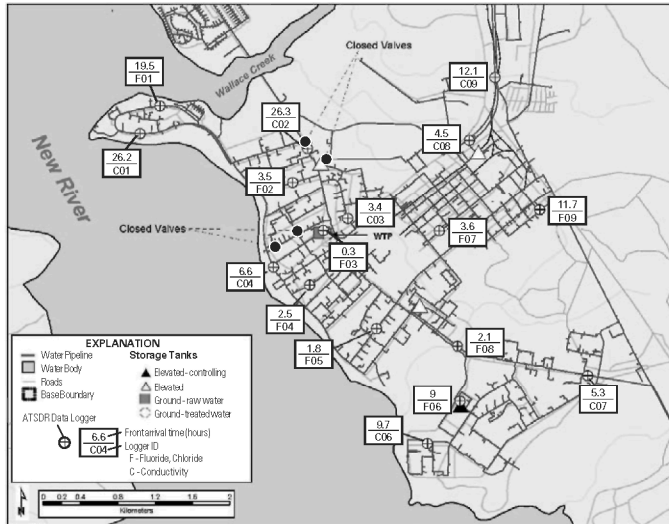 Closed Valves
19.5
F01
Wallace Creek
12.1
C09
26.3
C02
4.5
C08
New River
26.2
C01
3.5
F02
3.4
C03
11.7
F09
Closed Valves
WTP
3.6
F07
0.3
F03
6.6
C04
2.5
F04
1.8
F05
2.1
F08
9
F06
5.3
C07
9.7
C06
EXPLANATION
Water Pipeline
Water Body
Roads
Base Boundary
Storage Tanks
Elevated-controlling
Elevated
Ground-raw water
Ground-treated water
ATSDR Data Logger
6.6
C04
Front arrival time (hours)
Logger ID
F - Fluoride, Chloride
C - Conductivity
N
0 0.2 0.4 0.8 1.2 1.6 2
Kilometers